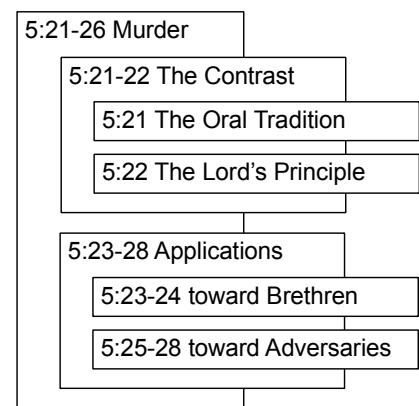 5:21-26 Murder
5:21-22 The Contrast
5:21 The Oral Tradition
5:22 The Lord's Principle
5:23-28 Applications
5:23-24 toward Brethren
5:25-28 toward Adversaries